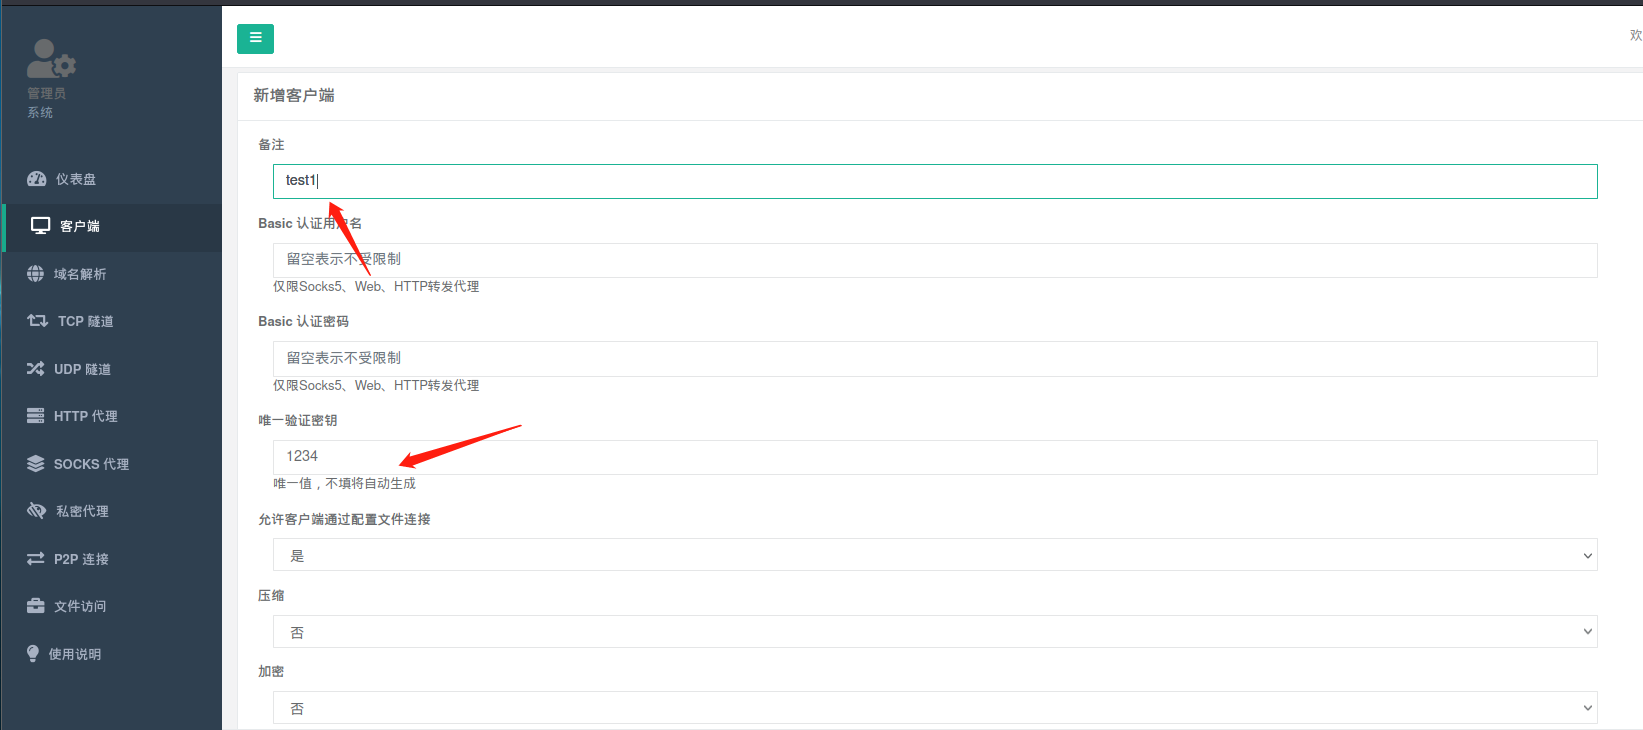 欢
管理员
系统
仪表盘
客户端
域名解析
TCP 隧道
UDP 隧道
HTTP 代理
SOCKS 代理
私密代理
P2P 连接
文件访问
使用说明
新增客户端
备注
test1
Basic 认证用户名
留空表示不受限制
仅限Socks5、Web、HTTP转发代理
Basic 认证密码
留空表示不受限制
仅限Socks5、Web、HTTP转发代理
唯一验证密钥
1234
唯一值，不填将自动生成
允许客户端通过配置文件连接
是
压缩
否
加密
否